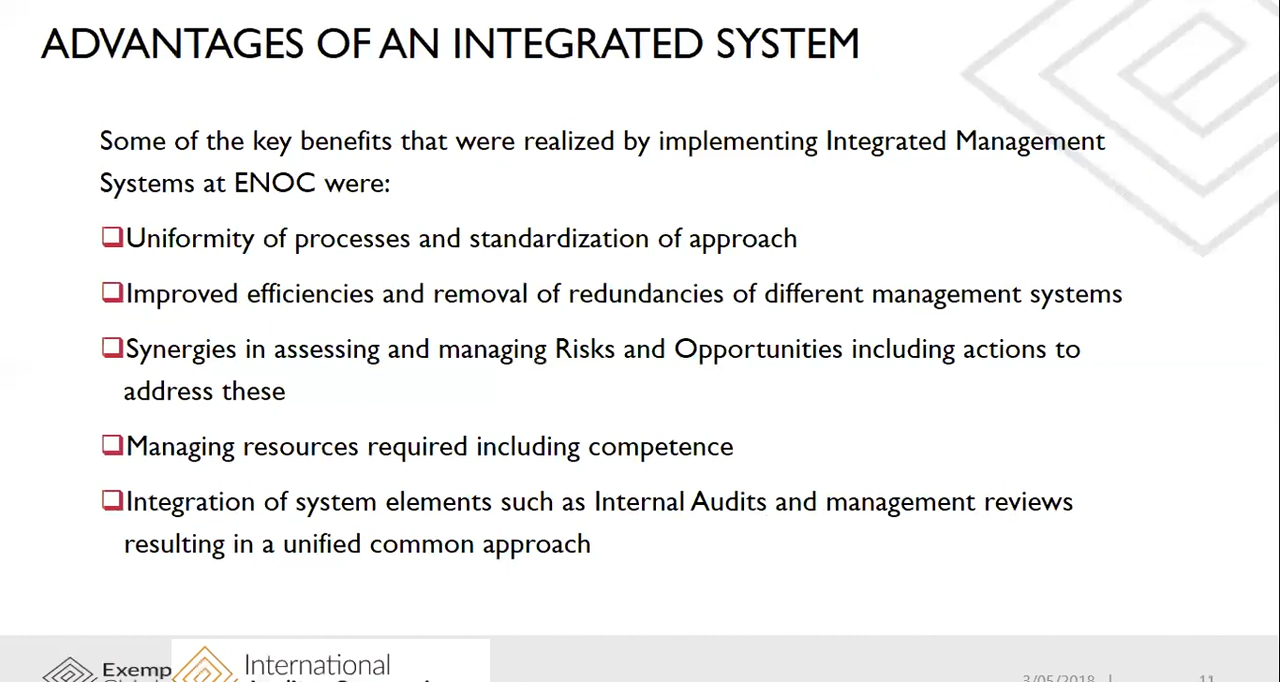 ADVANTAGES OF AN INTEGRATED SYSTEM
Some of the key benefits that were realized by implementing Integrated Management
Systems at ENOC were:
❑Uniformity of processes and standardization of approach
❑Improved efficiencies and removal of redundancies of different management systems
❑Synergies in assessing and managing Risks and Opportunities including actions to
address these
❑Managing resources required including competence
❑Integration of system elements such as Internal Audits and management reviews
resulting in a unified common approach
Exemp
International
3/05/2018 | 11